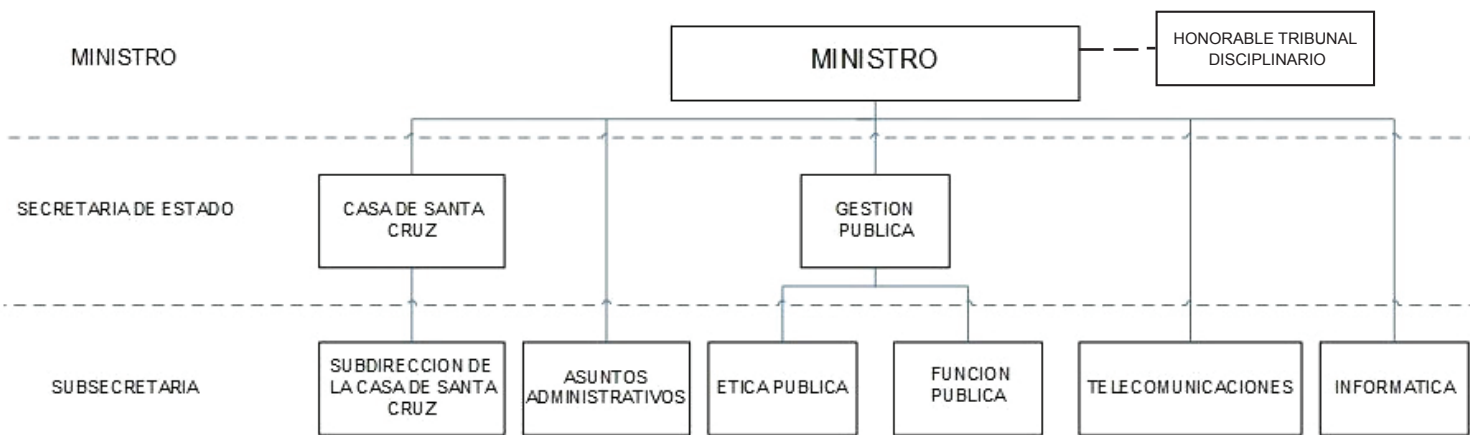 MINISTRO
MINISTRO
HONORABLE TRIBUNAL
DISCIPLINARIO
SECRETARIA DE ESTADO
CASA DE SANTA
CRUZ
GESTION
PUBLICA
SUBSECRETARIA
SUBDIRECCION DE
LA CASA DE SANTA
CRUZ
ASUNTOS
ADMINISTRATIVOS
ETICA PUBLICA
FUNCION
PUBLICA
TELECOMUNICACIONES
INFORMATICA